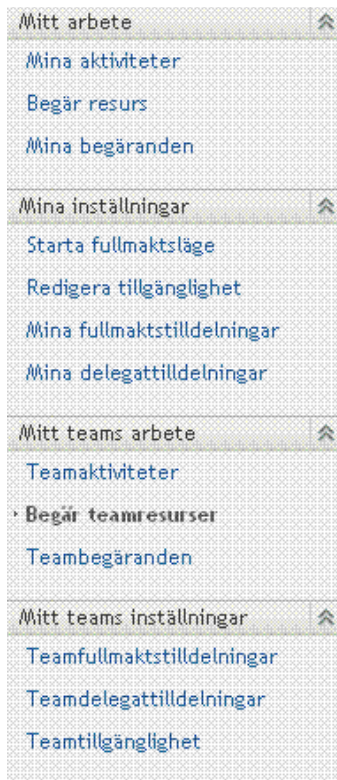 Mitt arbete
Mina aktiviteter
Begär resurs
Mina begäranden
Mina inställningar
Starta fullmaktsläge
Redigera tillgänglighet
Mina fullmaktstilldelningar
Mina delegattilldelningar
Mitt teams arbete
Teamaktiviteter
Begär teamresurser
Teambegäranden
Mitt teams inställningar
Teamfullmaktstilldelningar
Teamdelegattilldelningar
Teamtillgänglighet